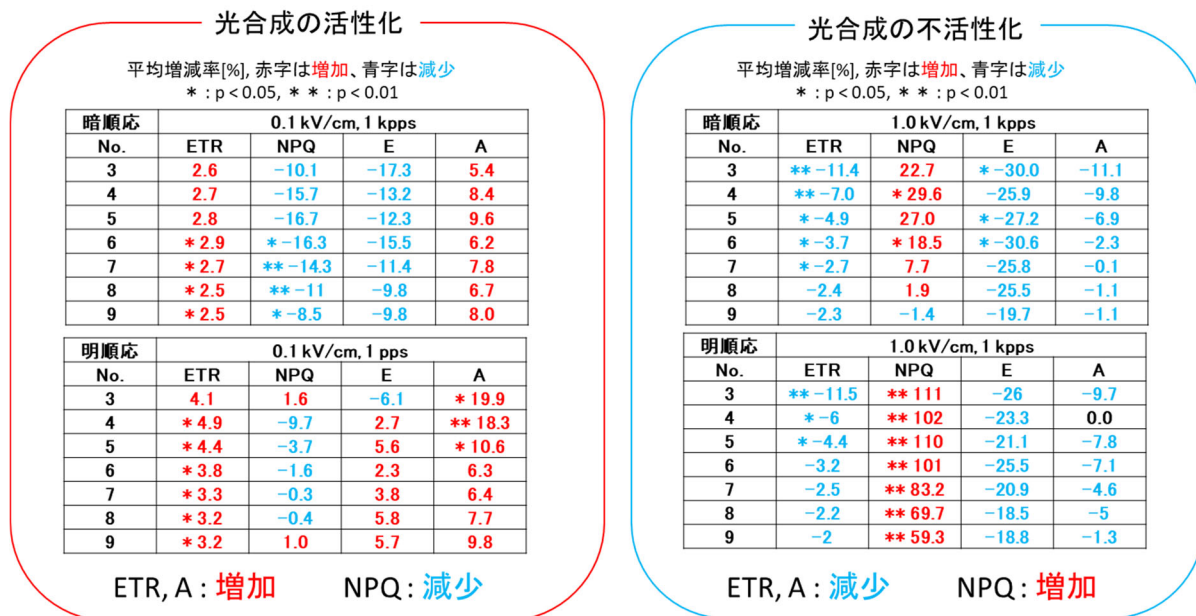 光合成の活性化
平均増減率[%], 赤字は増加、青字は減少
* : p < 0.05, * * : p < 0.01
暗順応 0.1 kV/cm, 1 kpps
No. ETR NPQ E A
3 2.6 −10.1 −17.3 5.4
4 2.7 −15.7 −13.2 8.4
5 2.8 −16.7 −12.3 9.6
6 * 2.9 * −16.3 −15.5 6.2
7 * 2.7 ** −14.3 −11.4 7.8
8 * 2.5 ** −11 −9.8 6.7
9 * 2.5 * −8.5 −9.8 8.0
明順応 0.1 kV/cm, 1 pps
No. ETR NPQ E A
3 4.1 1.6 −6.1 * 19.9
4 * 4.9 −9.7 2.7 ** 18.3
5 * 4.4 −3.7 5.6 * 10.6
6 * 3.8 −1.6 2.3 6.3
7 * 3.3 −0.3 3.8 6.4
8 * 3.2 −0.4 5.8 7.7
9 * 3.2 1.0 5.7 9.8
ETR, A : 増加 NPQ : 減少
光合成の不活性化
平均増減率[%], 赤字は増加、青字は減少
* : p < 0.05, * * : p < 0.01
暗順応 1.0 kV/cm, 1 kpps
No. ETR NPQ E A
3 ** −11.4 22.7 * −30.0 −11.1
4 ** −7.0 * 29.6 −25.9 −9.8
5 * −4.9 27.0 * −27.2 −6.9
6 * −3.7 * 18.5 * −30.6 −2.3
7 * −2.7 7.7 −25.8 −0.1
8 −2.4 1.9 −25.5 −1.1
9 −2.3 −1.4 −19.7 −1.1
明順応 1.0 kV/cm, 1 kpps
No. ETR NPQ E A
3 ** −11.5 ** 111 −26 −9.7
4 * −6 ** 102 −23.3 0.0
5 * −4.4 ** 110 −21.1 −7.8
6 −3.2 ** 101 −25.5 −7.1
7 −2.5 ** 83.2 −20.9 −4.6
8 −2.2 ** 69.7 −18.5 −5
9 −2 ** 59.3 −18.8 −1.3
ETR, A : 減少 NPQ : 増加